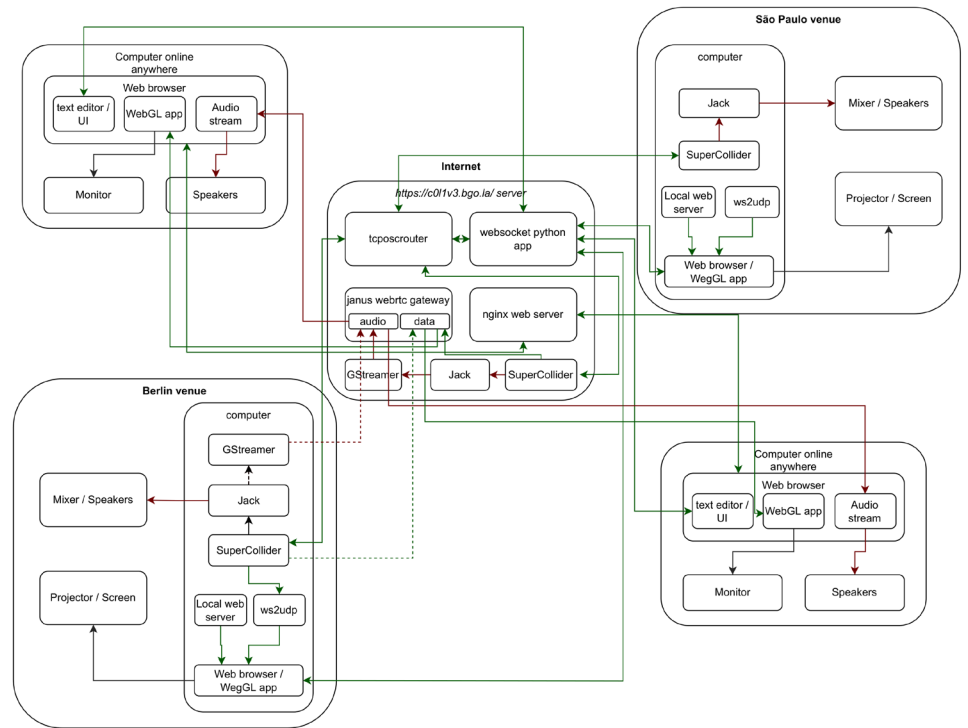 São Paulo venue
computer
Jack
Mixer / Speakers
SuperCollider
Local web
server
ws2udp
Projector / Screen
Web browser /
WegGL app
Computer online
anywhere
Web browser
text editor /
UI
WebGL app
Audio
stream
Monitor
Speakers
Internet
https://c0l1v3.bgo.la/ server
tcposcrouter
websocket python
app
janus webrtc gateway
audio
data
nginx web server
GStreamer
Jack
SuperCollider
Berlin venue
computer
GStreamer
Mixer / Speakers
Jack
SuperCollider
Projector / Screen
Local web
server
ws2udp
Web browser /
WegGL app
Computer online
anywhere
Web browser
text editor /
UI
WebGL app
Audio
stream
Monitor
Speakers